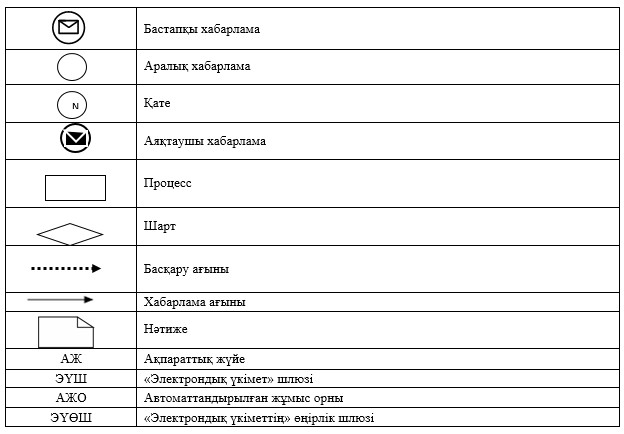 Бастапқы хабарлама
Аралық хабарлама
N Қате
Аяқтаушы хабарлама
Процесс
Шарт
Басқару ағыны
Хабарлама ағыны
Нәтиже
АЖ Ақпараттық жүйе
ЭҮШ «Электрондық үкімет» шлюзі
АЖО Автоматтандырылған жұмыс орны
ЭҮӨШ «Электрондық үкіметтің» өңірлік шлюзі